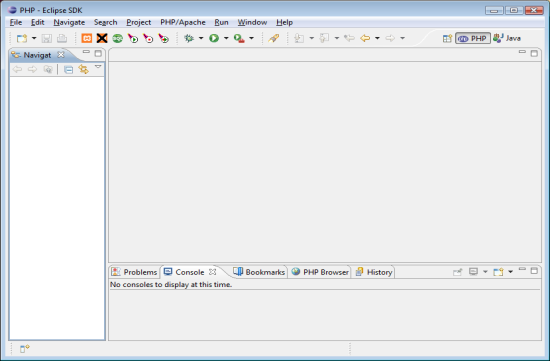 PHP - Eclipse SDK
File Edit Navigate Search Project PHP/Apache Run Window Help
PHP Java
Navigat
Problems Console Bookmarks PHP Browser History
No consoles to display at this time.